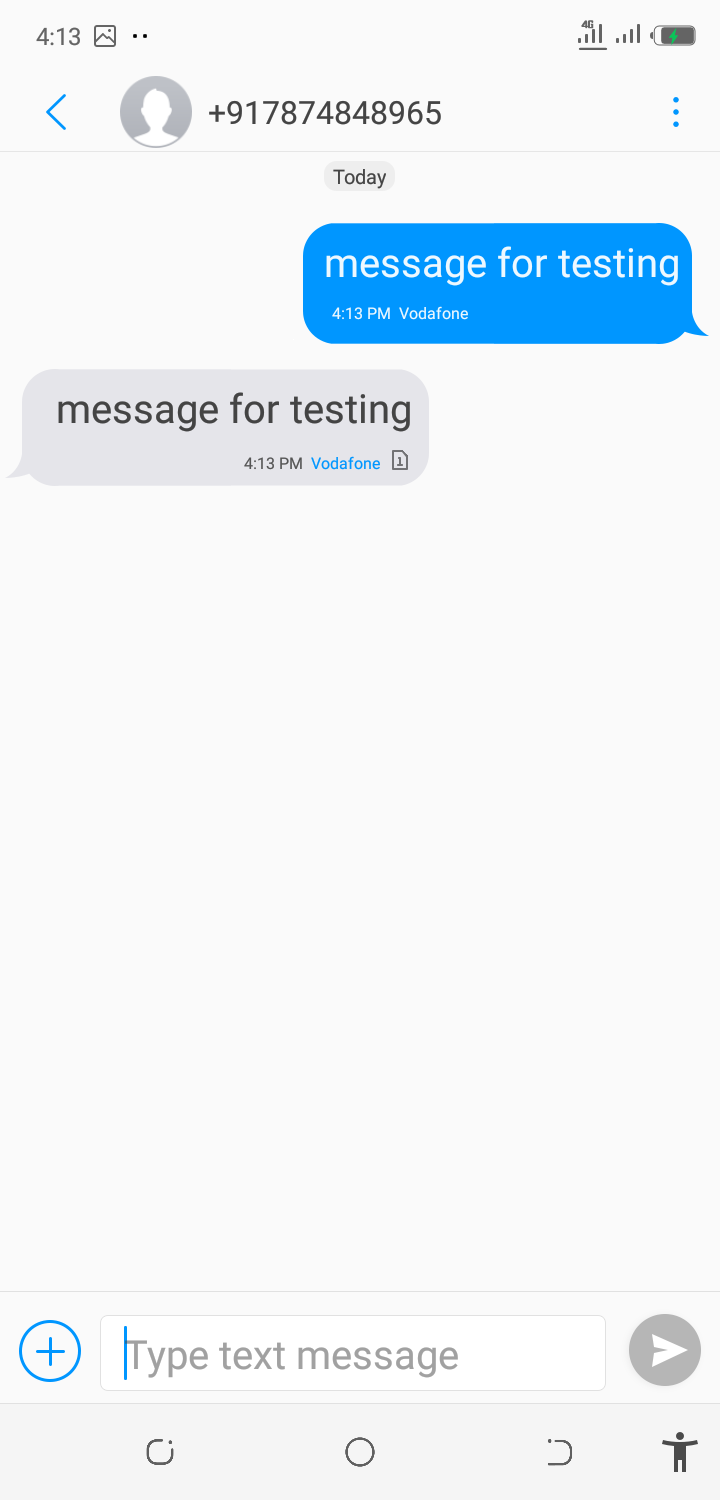 4:13
4G
+917874848965
Today
message for testing
4:13 PM Vodafone
message for testing
4:13 PM Vodafone 1
Type text message